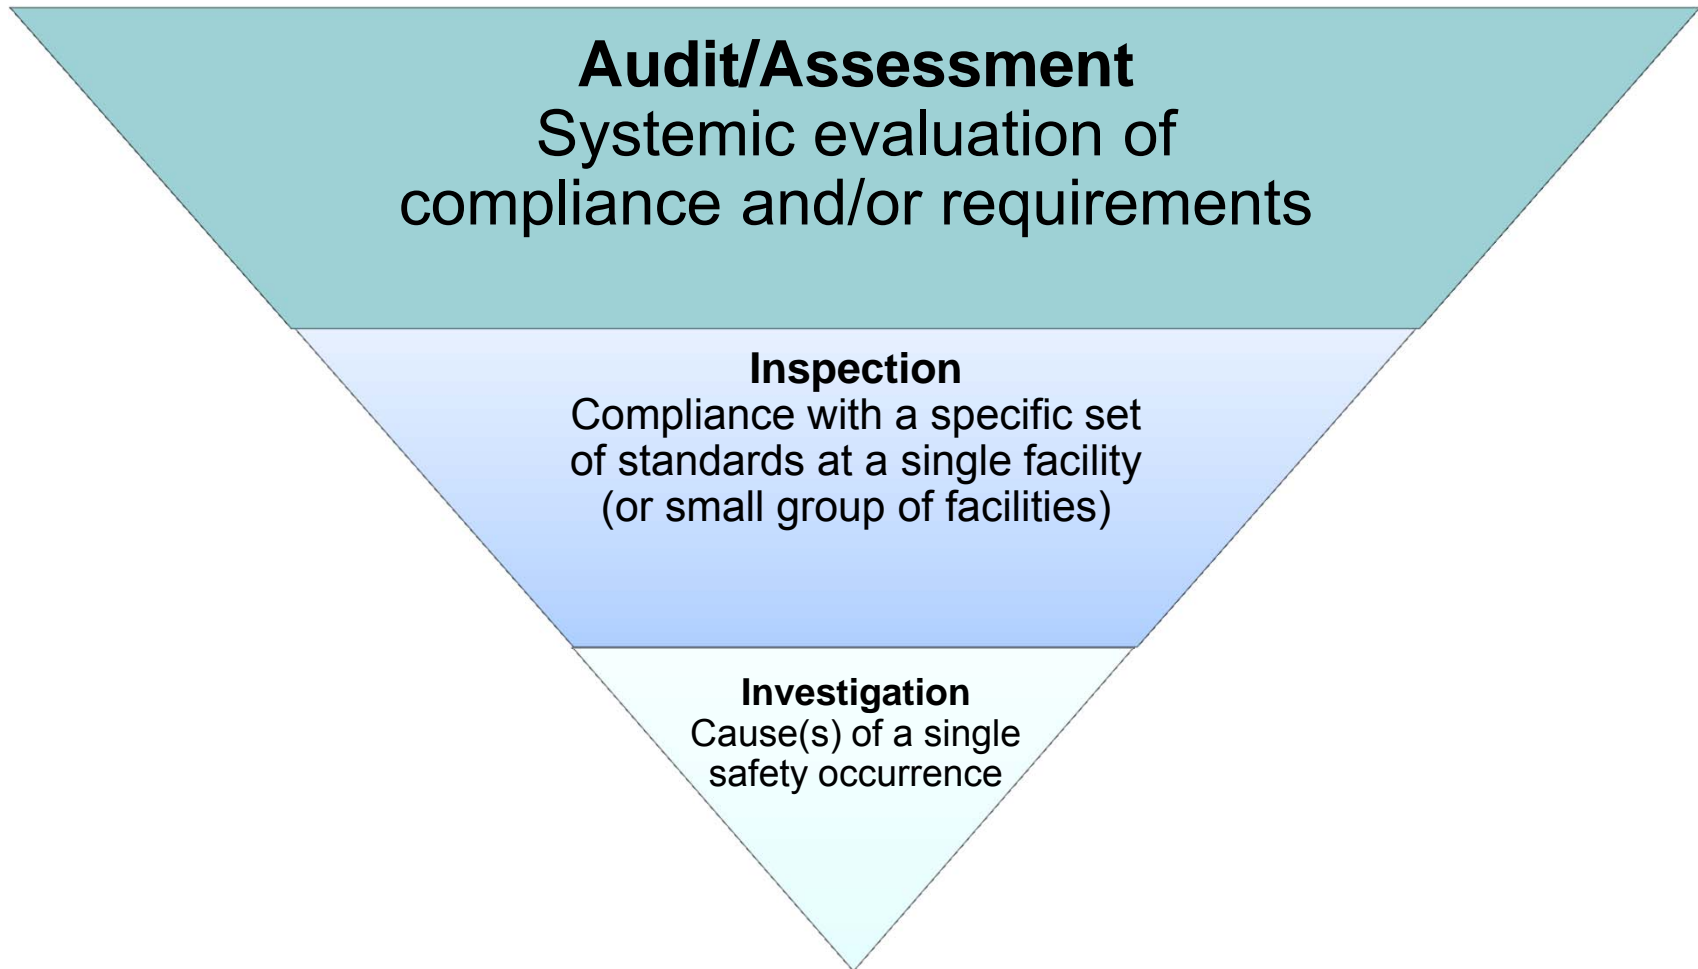 Audit/Assessment
Systemic evaluation of
compliance and/or requirements
Inspection
Compliance with a specific set
of standards at a single facility
(or small group of facilities)
Investigation
Cause(s) of a single
safety occurrence